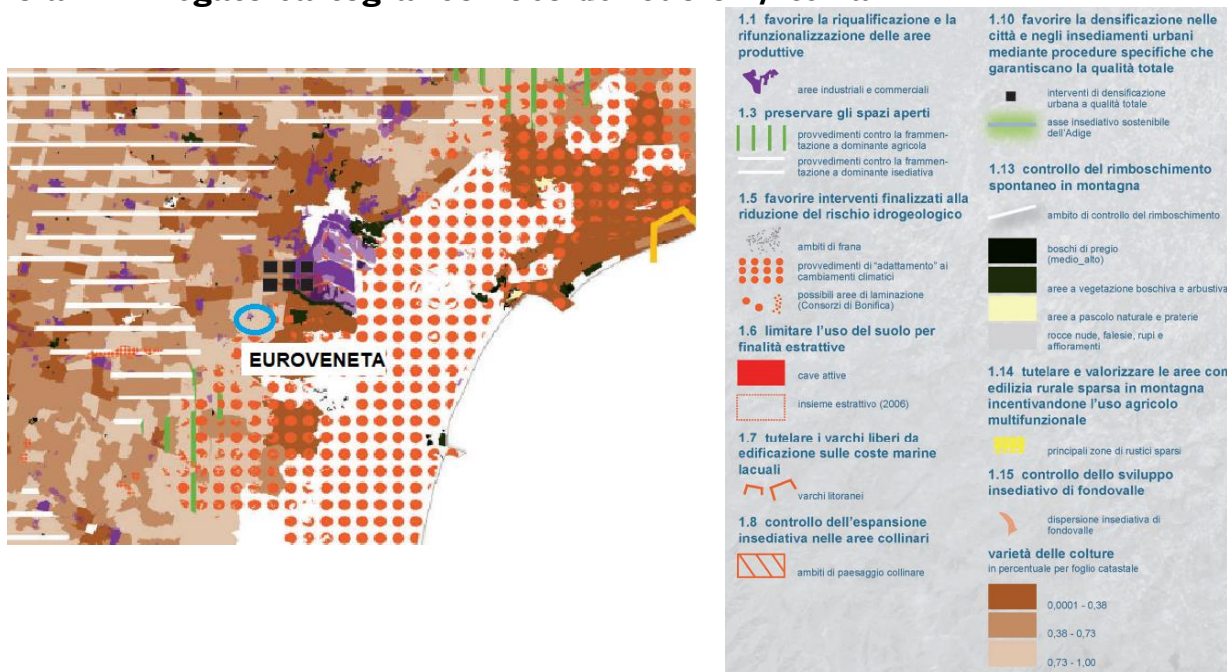 EUROVENETA
1.1 favorire la riqualificazione e la
rifunzionalizzazione delle aree
produttive
aree industriali e commerciali
1.3 preservare gli spazi aperti
provvedimenti contro la frammen-
tazione a dominante agricola
provvedimenti contro la frammen-
tazione a dominante isediativa
1.5 favorire interventi finalizzati alla
riduzione del rischio idrogeologico
ambiti di frana
provvedimenti di "adattamento" ai
cambiamenti climatici
possibili aree di laminazione
(Consorzi di Bonifica)
1.6 limitare l'uso del suolo per
finalità estrattive
cave attive
insieme estrattivo (2006)
1.7 tutelare i varchi liberi da
edificazione sulle coste marine
lacuali
varchi litoranei
1.8 controllo dell'espansione
insediativa nelle aree collinari
ambiti di paesaggio collinare
1.10 favorire la densificazione nelle
città e negli insediamenti urbani
mediante procedure specifiche che
garantiscano la qualità totale
interventi di densificazione
urbana a qualità totale
asse insediativo sostenibile
dell'Adige
1.13 controllo del rimboschimento
spontaneo in montagna
ambito di controllo del rimboschimento
boschi di pregio
(medio_alto)
aree a vegetazione boschiva e arbustiva
aree a pascolo naturale e praterie
rocce nude, falesie, rupi e
affioramenti
1.14 tutelare e valorizzare le aree con
edilizia rurale sparsa in montagna
incentivandone l'uso agricolo
multifunzionale
principali zone di rustici sparsi
1.15 controllo dello sviluppo
insediativo di fondovalle
dispersione insediativa di
fondovalle
varietà delle colture
in percentuale per foglio catastale
0,0001 - 0,38
0,38 - 0,73
0,73 - 1,00